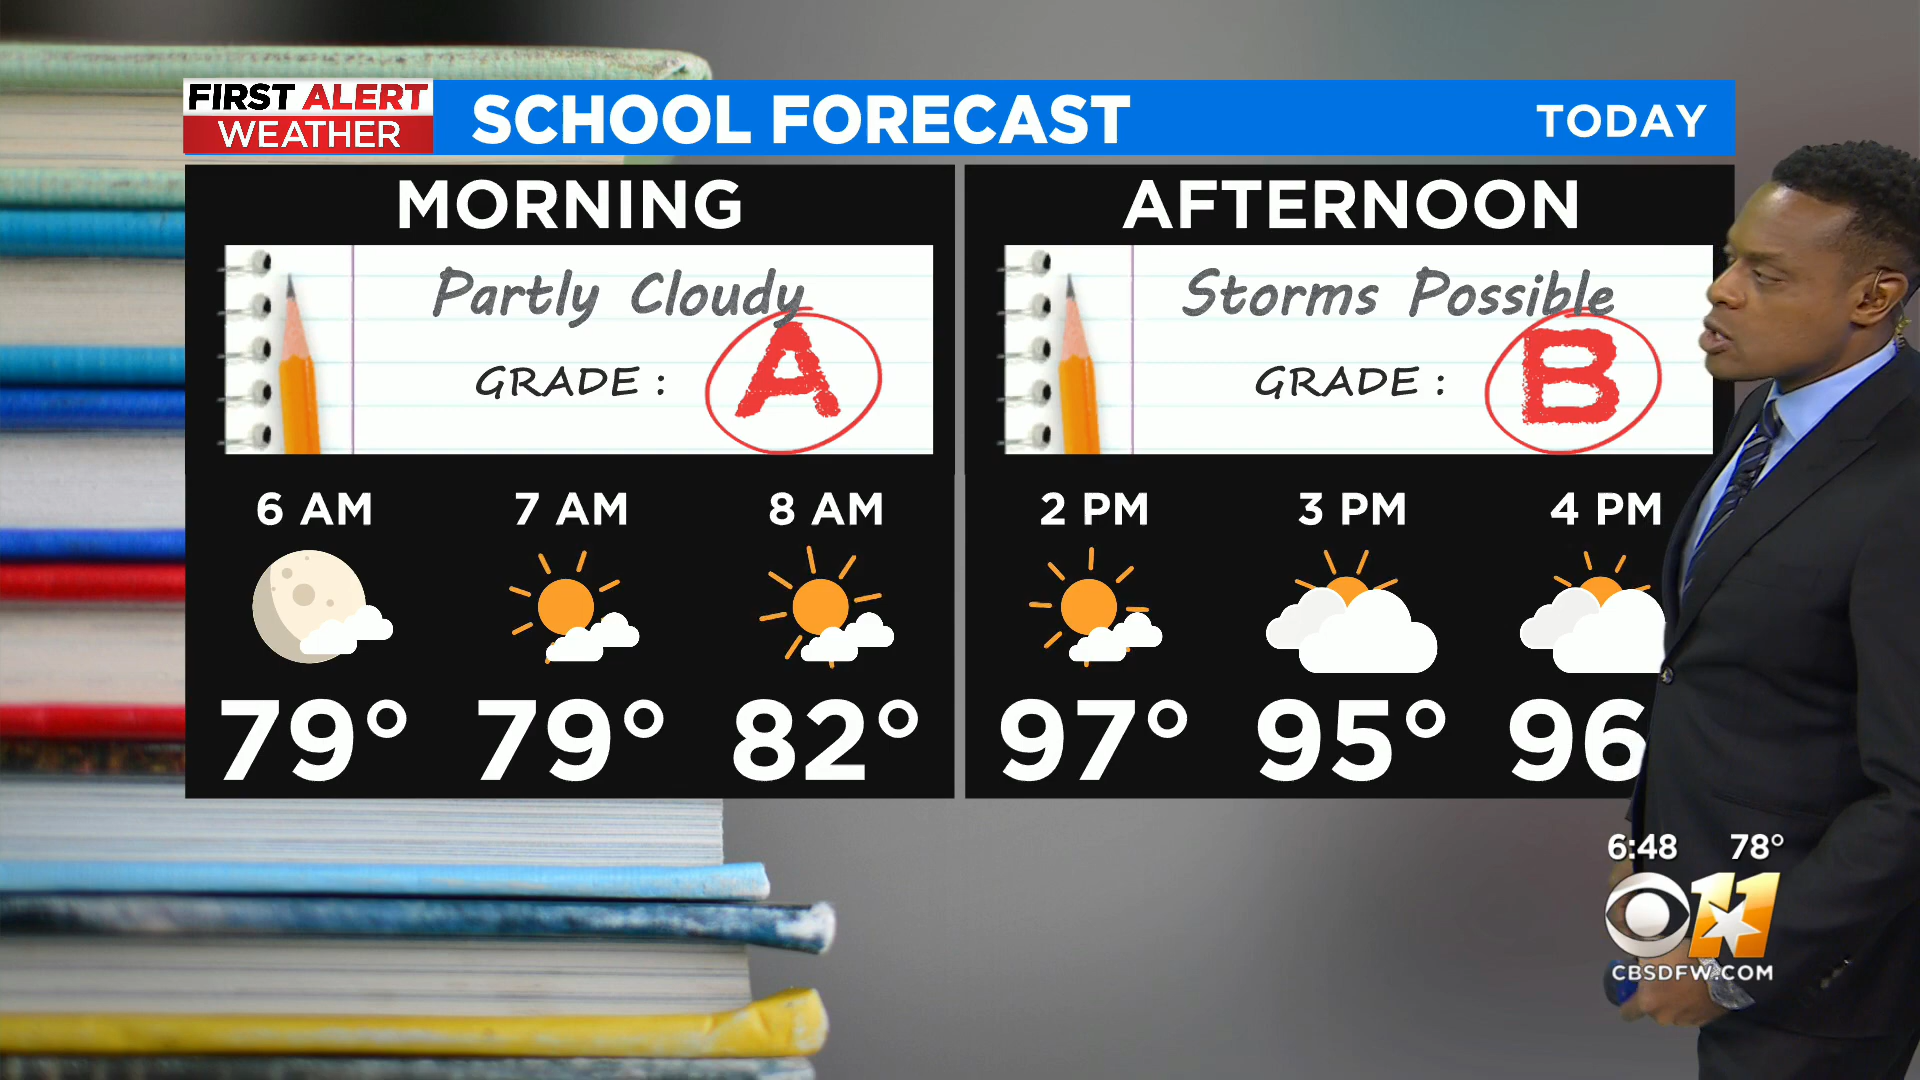 FIRST ALERT
WEATHER
SCHOOL FORECAST
TODAY
MORNING
Partly Cloudy
GRADE :
A
6 AM 7 AM 8 AM
79° 79° 82°
AFTERNOON
Storms Possible
GRADE :
B
2 PM 3 PM 4 PM
97° 95° 96
6:48 78°
11
CBSDFW.COM